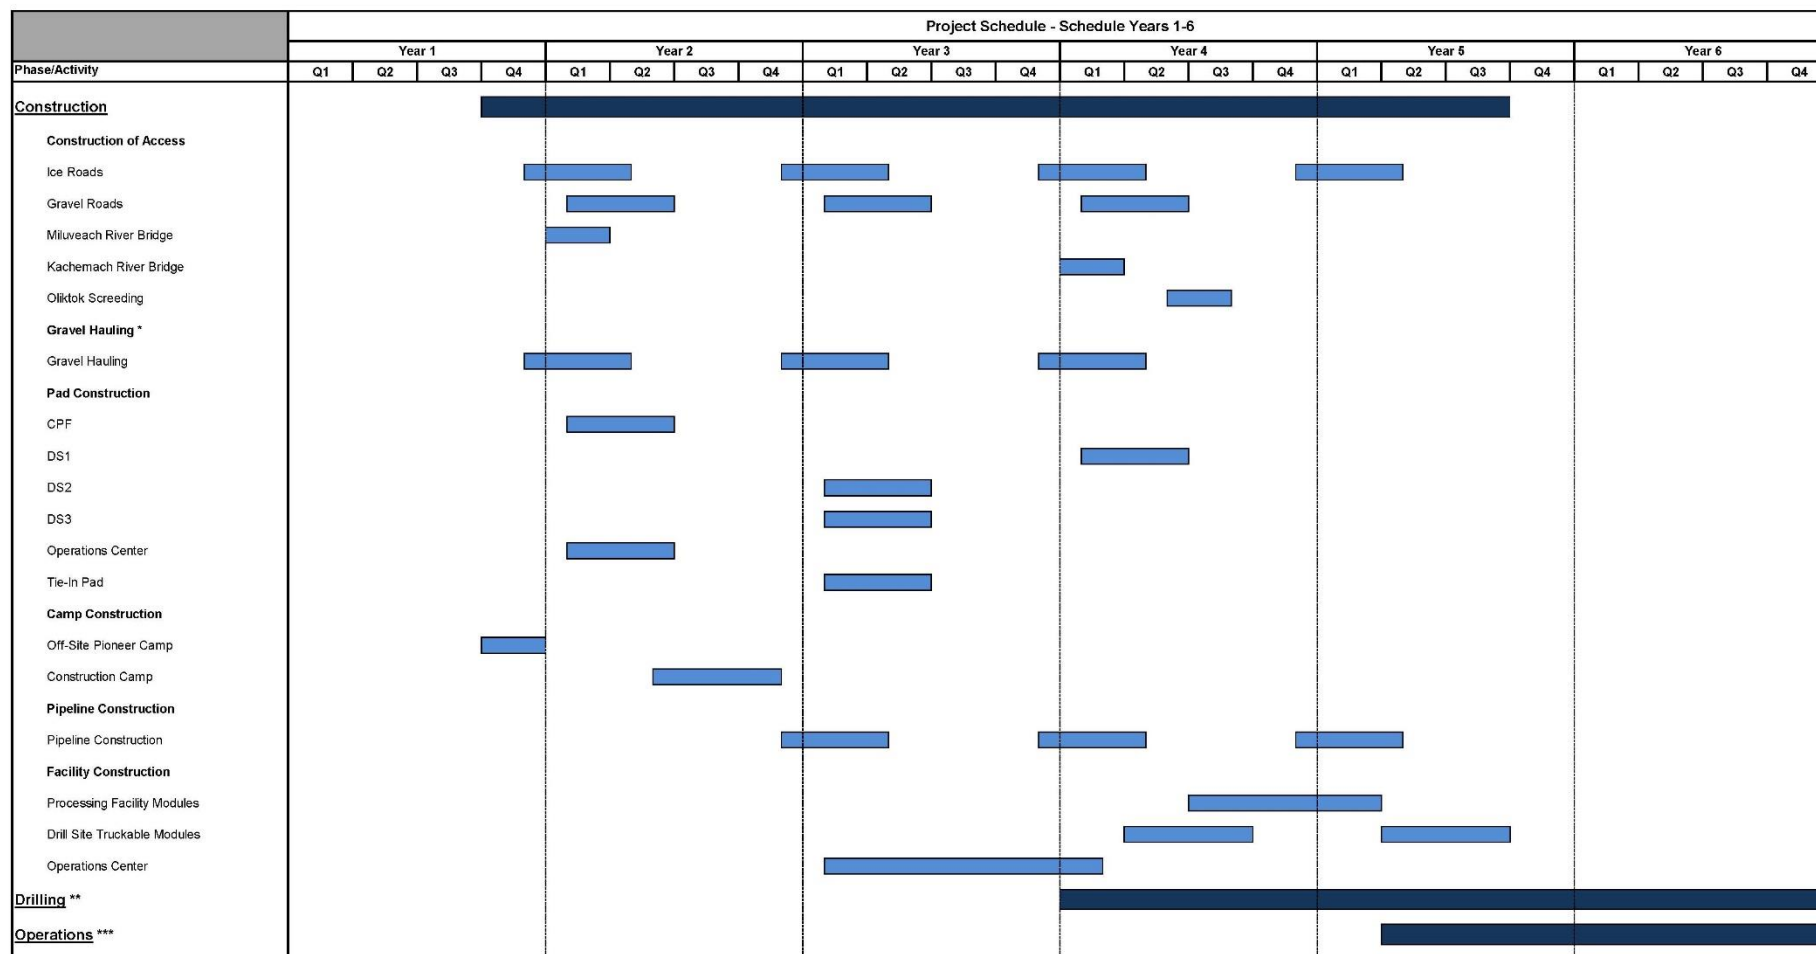 Project Schedule - Schedule Years 1-6
Year 1 Year 2 Year 3 Year 4 Year 5 Year 6
Phase/Activity Q1 Q2 Q3 Q4 Q1 Q2 Q3 Q4 Q1 Q2 Q3 Q4 Q1 Q2 Q3 Q4 Q1 Q2 Q3 Q4 Q1 Q2 Q3 Q4
Construction
Construction of Access
Ice Roads
Gravel Roads
Miluveach River Bridge
Kachemach River Bridge
Oliktok Screeding
Gravel Hauling *
Gravel Hauling
Pad Construction
CPF
DS1
DS2
DS3
Operations Center
Tie-In Pad
Camp Construction
Off-Site Pioneer Camp
Construction Camp
Pipeline Construction
Pipeline Construction
Facility Construction
Processing Facility Modules
Drill Site Truckable Modules
Operations Center
Drilling **
Operations ***